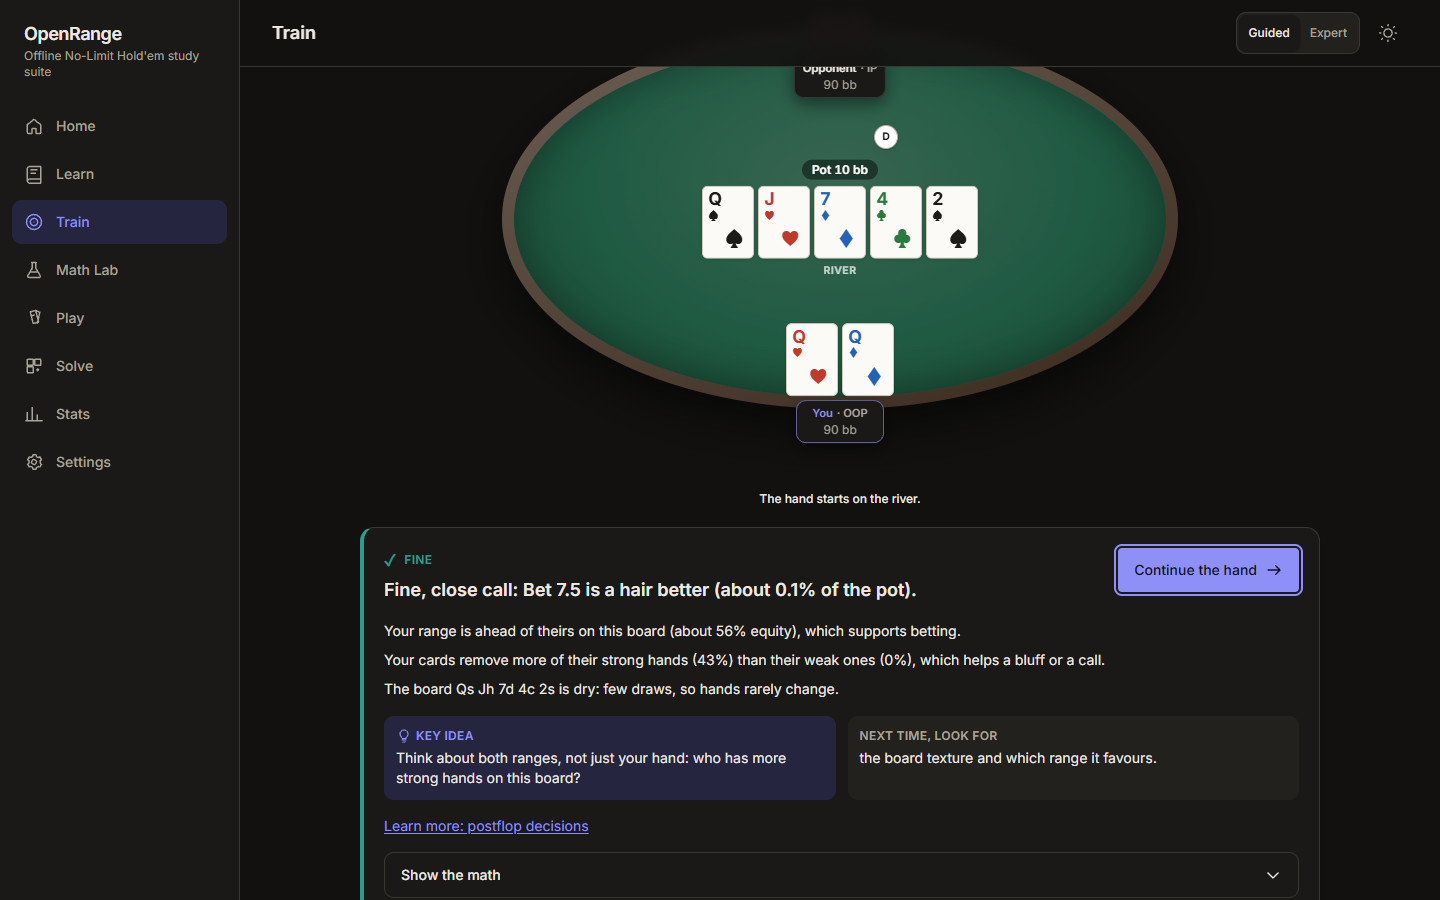 OpenRange
Offline No-Limit Hold'em study
suite
Home
Learn
Train
Math Lab
Play
Solve
Stats
Settings
Train
Guided
Expert
Opponent · IP
90 bb
D
Pot 10 bb
Q
J
7
4
2
RIVER
Q
Q
You · OOP
90 bb
The hand starts on the river.
FINE
Fine, close call: Bet 7.5 is a hair better (about 0.1% of the pot).
Continue the hand
Your range is ahead of theirs on this board (about 56% equity), which supports betting.
Your cards remove more of their strong hands (43%) than their weak ones (0%), which helps a bluff or a call.
The board Qs Jh 7d 4c 2s is dry: few draws, so hands rarely change.
KEY IDEA
Think about both ranges, not just your hand: who has more
strong hands on this board?
NEXT TIME, LOOK FOR
the board texture and which range it favours.
Learn more: postflop decisions
Show the math